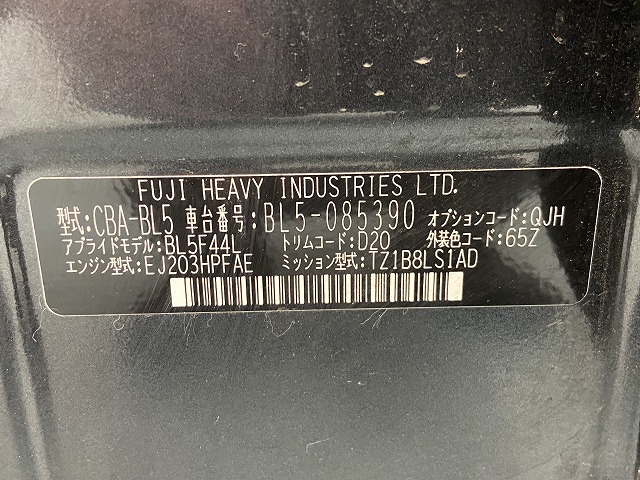 FUJI HEAVY INDUSTRIES LTD.
型式:CBA-BL5 車台番号:BL5-085390 オプションコード:QJH
アプライドモデル:BL5F44L トリムコード:D20 外装色コード:65Z
エンジン型式:EJ203HPFAE ミッション型式:TZ1B8LS1AD